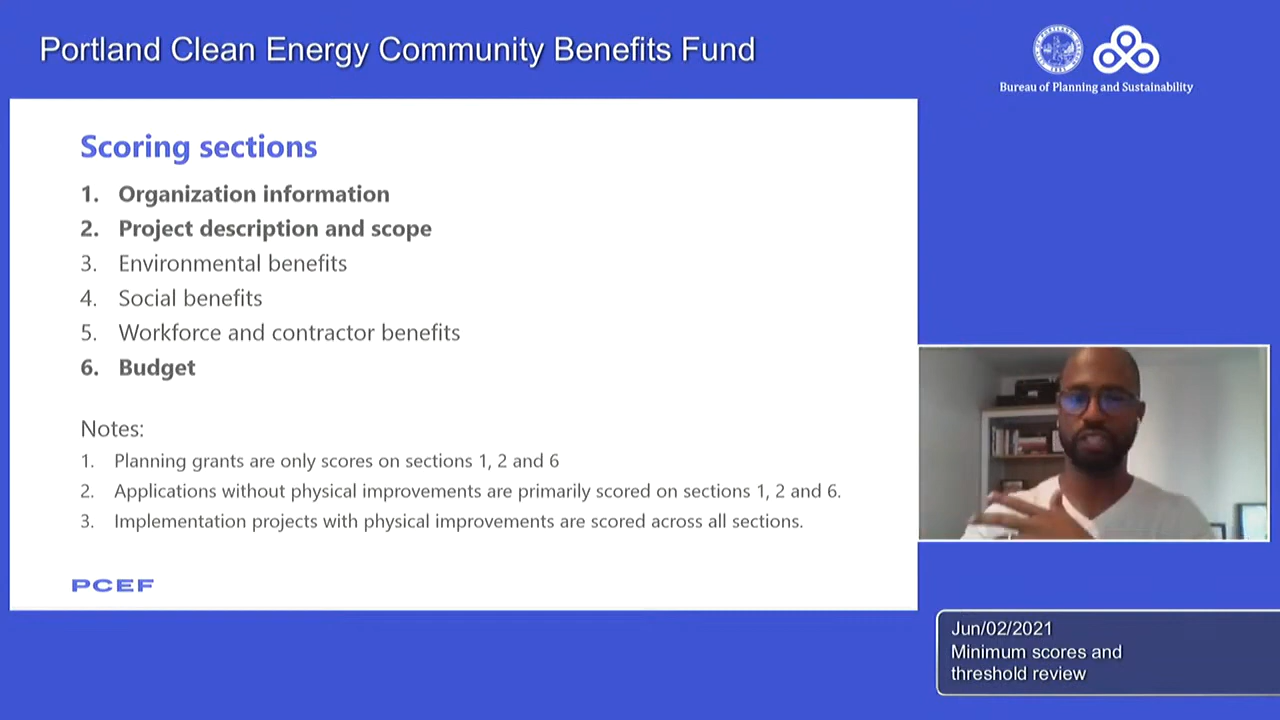 Portland Clean Energy Community Benefits Fund
Bureau of Planning and Sustainability
Scoring sections
1. Organization information
2. Project description and scope
3. Environmental benefits
4. Social benefits
5. Workforce and contractor benefits
6. Budget
Notes:
1. Planning grants are only scores on sections 1, 2 and 6
2. Applications without physical improvements are primarily scored on sections 1, 2 and 6.
3. Implementation projects with physical improvements are scored across all sections.
PCEF
Jun/02/2021
Minimum scores and
threshold review